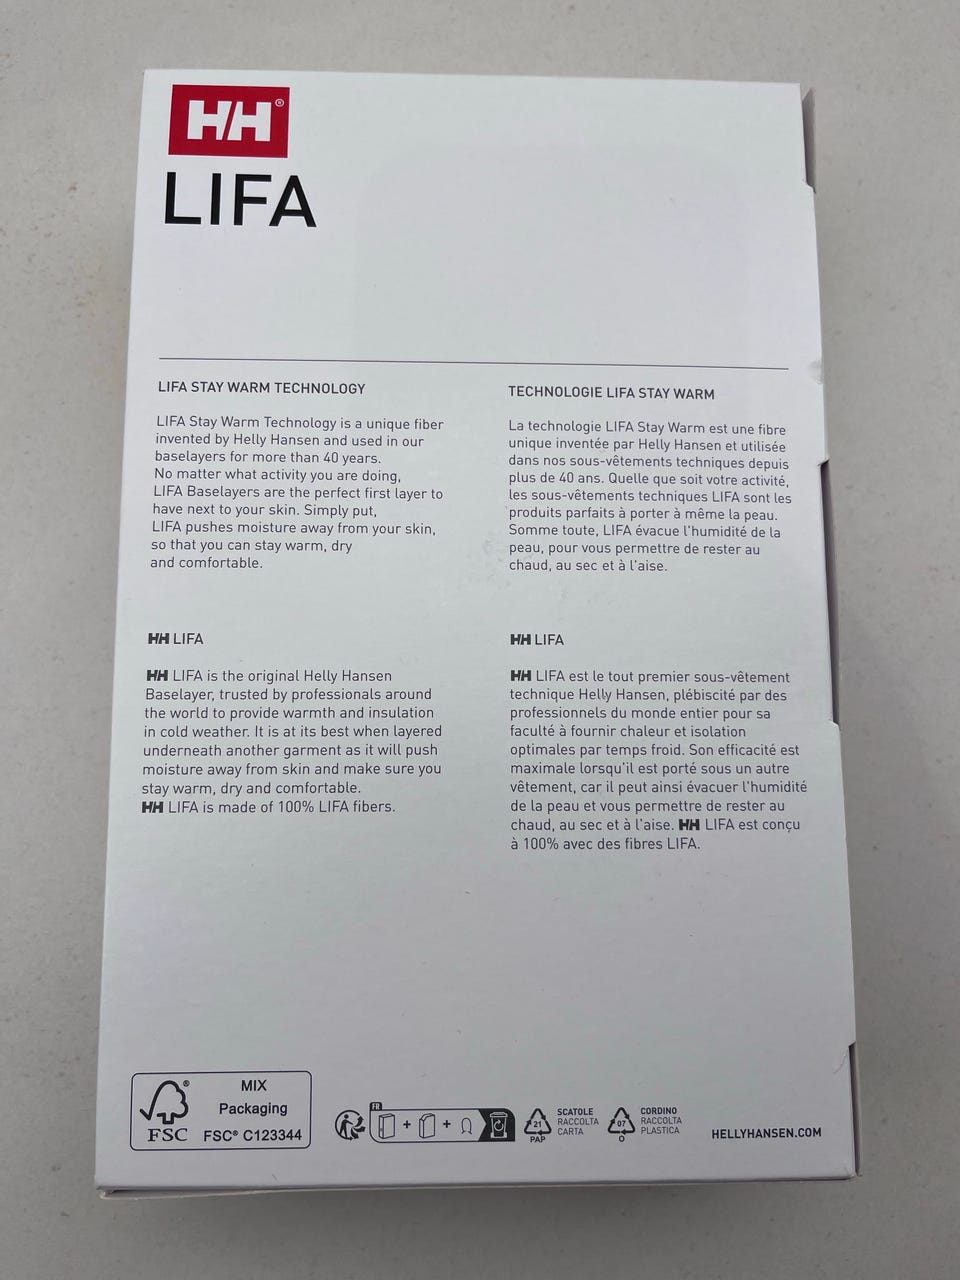 HH®
LIFA
LIFA STAY WARM TECHNOLOGY
LIFA Stay Warm Technology is a unique fiber
invented by Helly Hansen and used in our
baselayers for more than 40 years.
No matter what activity you are doing,
LIFA Baselayers are the perfect first layer to
have next to your skin. Simply put,
LIFA pushes moisture away from your skin,
so that you can stay warm, dry
and comfortable.
HH LIFA
HH LIFA is the original Helly Hansen
Baselayer, trusted by professionals around
the world to provide warmth and insulation
in cold weather. It is at its best when layered
underneath another garment as it will push
moisture away from skin and make sure you
stay warm, dry and comfortable.
HH LIFA is made of 100% LIFA fibers.
TECHNOLOGIE LIFA STAY WARM
La technologie LIFA Stay Warm est une fibre
unique inventée par Helly Hansen et utilisée
dans nos sous-vêtements techniques depuis
plus de 40 ans. Quelle que soit votre activité,
les sous-vêtements techniques LIFA sont les
produits parfaits à porter à même la peau.
Somme toute, LIFA évacue l'humidité de la
peau, pour vous permettre de rester au
chaud, au sec et à l'aise.
HH LIFA
HH LIFA est le tout premier sous-vêtement
technique Helly Hansen, plébiscité par des
professionnels du monde entier pour sa
faculté à fournir chaleur et isolation
optimales par temps froid. Son efficacité est
maximale lorsqu'il est porté sous un autre
vêtement, car il peut ainsi évacuer l'humidité
de la peau et vous permettre de rester au
chaud, au sec et à l'aise. HH LIFA est conçu
à 100% avec des fibres LIFA.
®
FSC
MIX
Packaging
FSC® C123344
FR
+ +
21
PAP
SCATOLE
RACCOLTA
CARTA
07
O
CORDINO
RACCOLTA
PLASTICA
HELLYHANSEN.COM